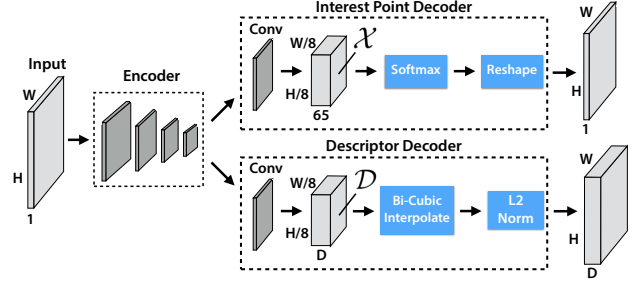 Interest Point Decoder
Input
W
H
1
Encoder
Conv
W/8
H/8
65
𝒳
Softmax
Reshape
W
H
1
Descriptor Decoder
Conv
W/8
H/8
D
𝒟
Bi-Cubic
Interpolate
L2
Norm
W
H
D